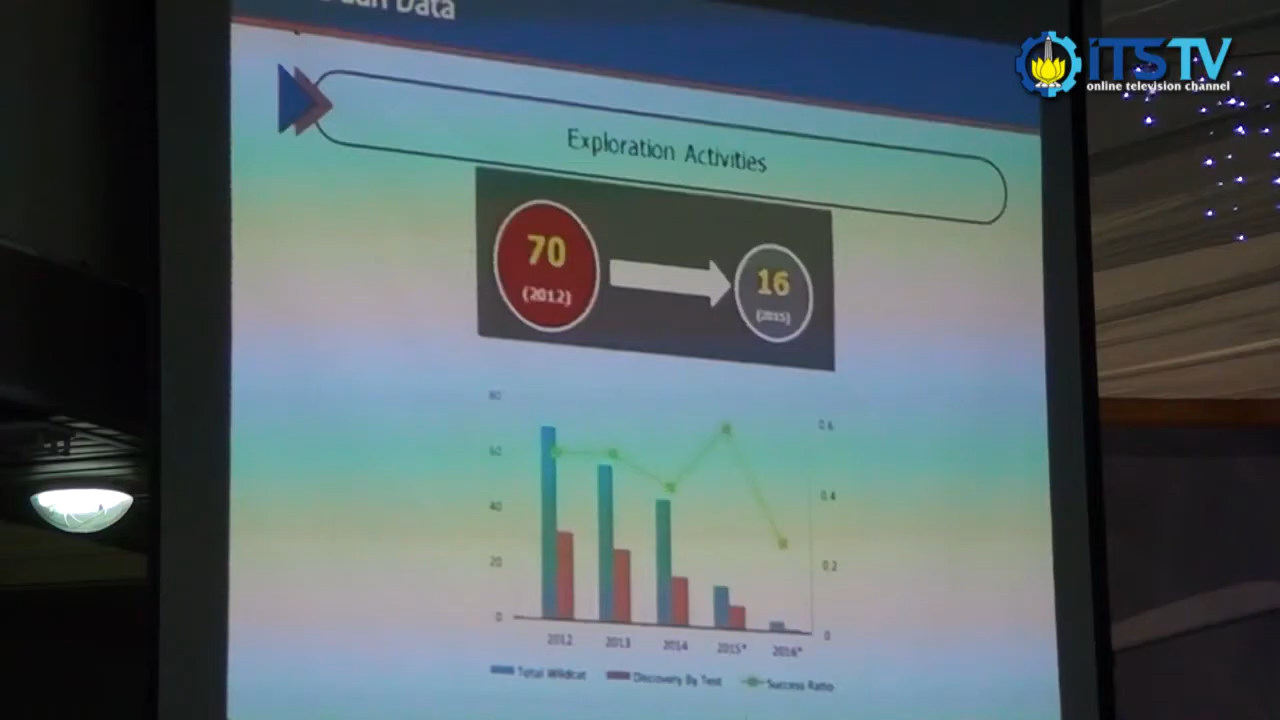 Data
iTS TV
online television channel
Exploration Activities
70
(2012)
16
(2015)
80
60
40
20
0
0.6
0.4
0.2
0
2012
2013
2014
2015*
2016*
Total Wildcat
Discovery By Test
Success Ratio